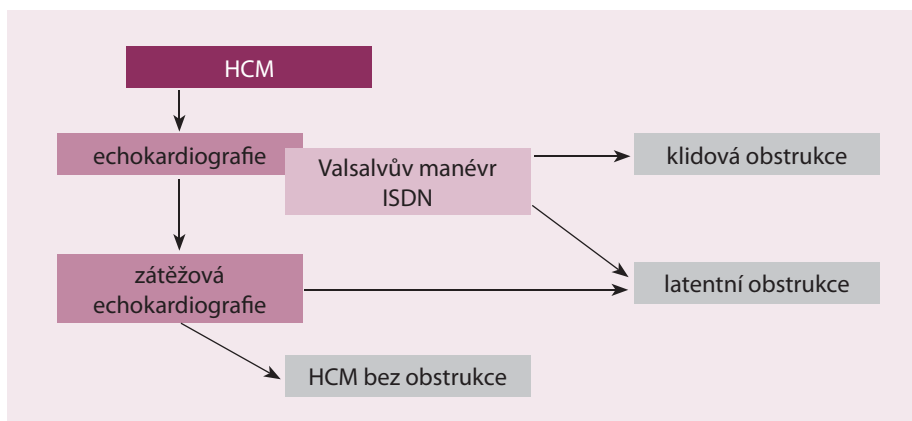 HCM
echokardiografie
Valsalvův manévr
ISDN
klidová obstrukce
zátěžová
echokardiografie
latentní obstrukce
HCM bez obstrukce